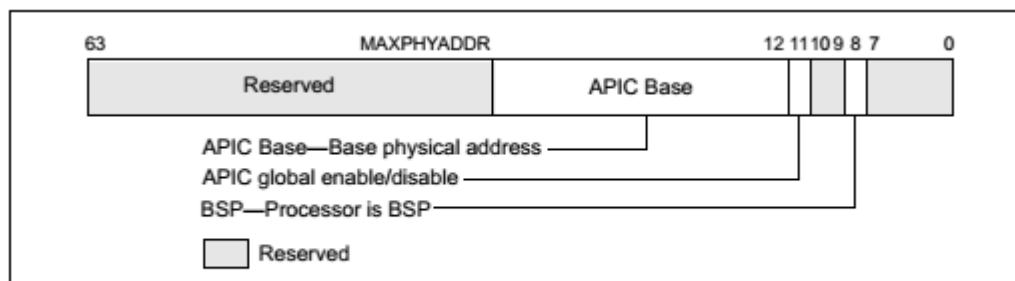 63 MAXPHYADDR 12 11 10 9 8 7 0
Reserved APIC Base
APIC Base—Base physical address
APIC global enable/disable
BSP—Processor is BSP
Reserved